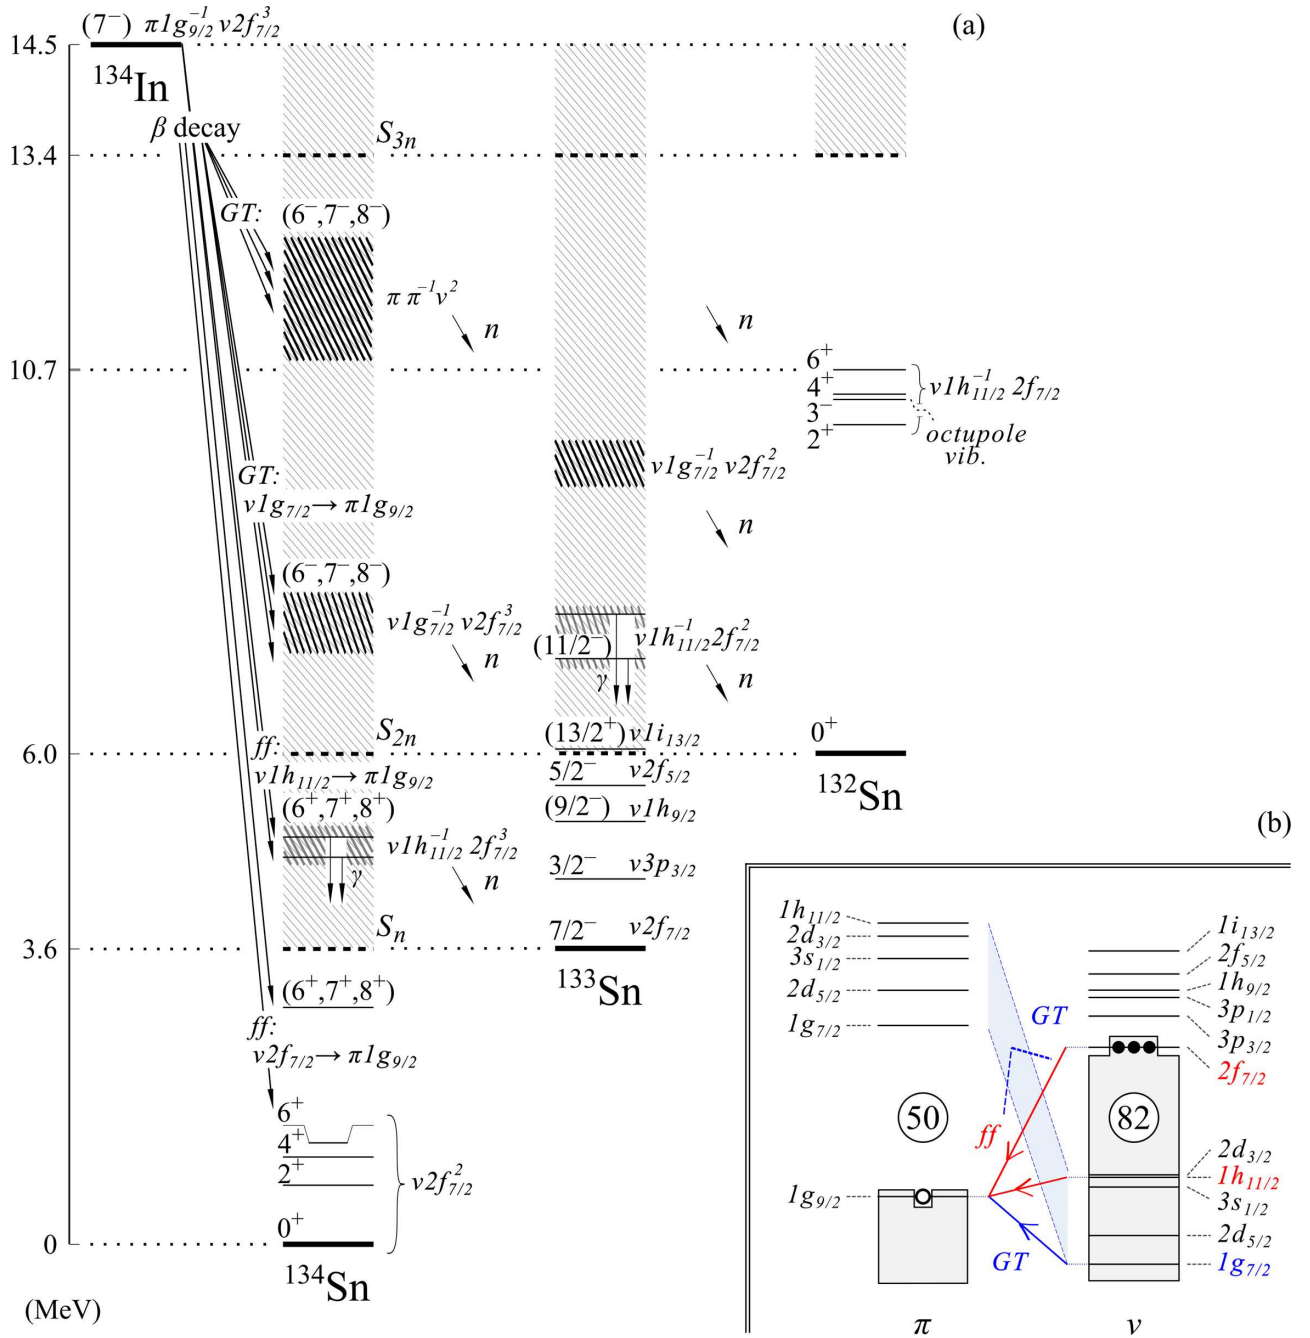 (7⁻) π1g₉/₂⁻¹ ν2f₇/₂³
(a)
14.5
¹³⁴In
β decay
S₃ₙ
13.4
GT: (6⁻,7⁻,8⁻)
π π⁻¹ν²
n
n
10.7
6⁺
4⁺
3⁻
2⁺
ν1h₁₁/₂⁻¹ 2f₇/₂
octupole
vib.
GT:
ν1g₇/₂→ π1g₉/₂
ν1g₇/₂⁻¹ ν2f₇/₂²
n
(6⁻,7⁻,8⁻)
ν1g₇/₂⁻¹ ν2f₇/₂³
n
(11/2⁻)
ν1h₁₁/₂⁻¹2f₇/₂²
γ
n
S₂ₙ
(13/2⁺) ν1i₁₃/₂
0⁺
6.0
ff:
ν1h₁₁/₂→ π1g₉/₂
5/2⁻ ν2f₅/₂
¹³²Sn
(6⁺,7⁺,8⁺)
(9/2⁻) ν1h₉/₂
ν1h₁₁/₂⁻¹ 2f₇/₂³
γ
n
3/2⁻ ν3p₃/₂
Sₙ
7/2⁻ ν2f₇/₂
3.6
¹³³Sn
(6⁺,7⁺,8⁺)
ff:
ν2f₇/₂→ π1g₉/₂
6⁺
4⁺
2⁺
ν2f₇/₂²
0⁺
0
¹³⁴Sn
(MeV)
(b)
1h₁₁/₂
2d₃/₂
3s₁/₂
2d₅/₂
1g₇/₂
1i₁₃/₂
2f₅/₂
1h₉/₂
3p₁/₂
3p₃/₂
2f₇/₂
GT
50
82
ff
1g₉/₂
2d₃/₂
1h₁₁/₂
3s₁/₂
2d₅/₂
1g₇/₂
GT
π
ν